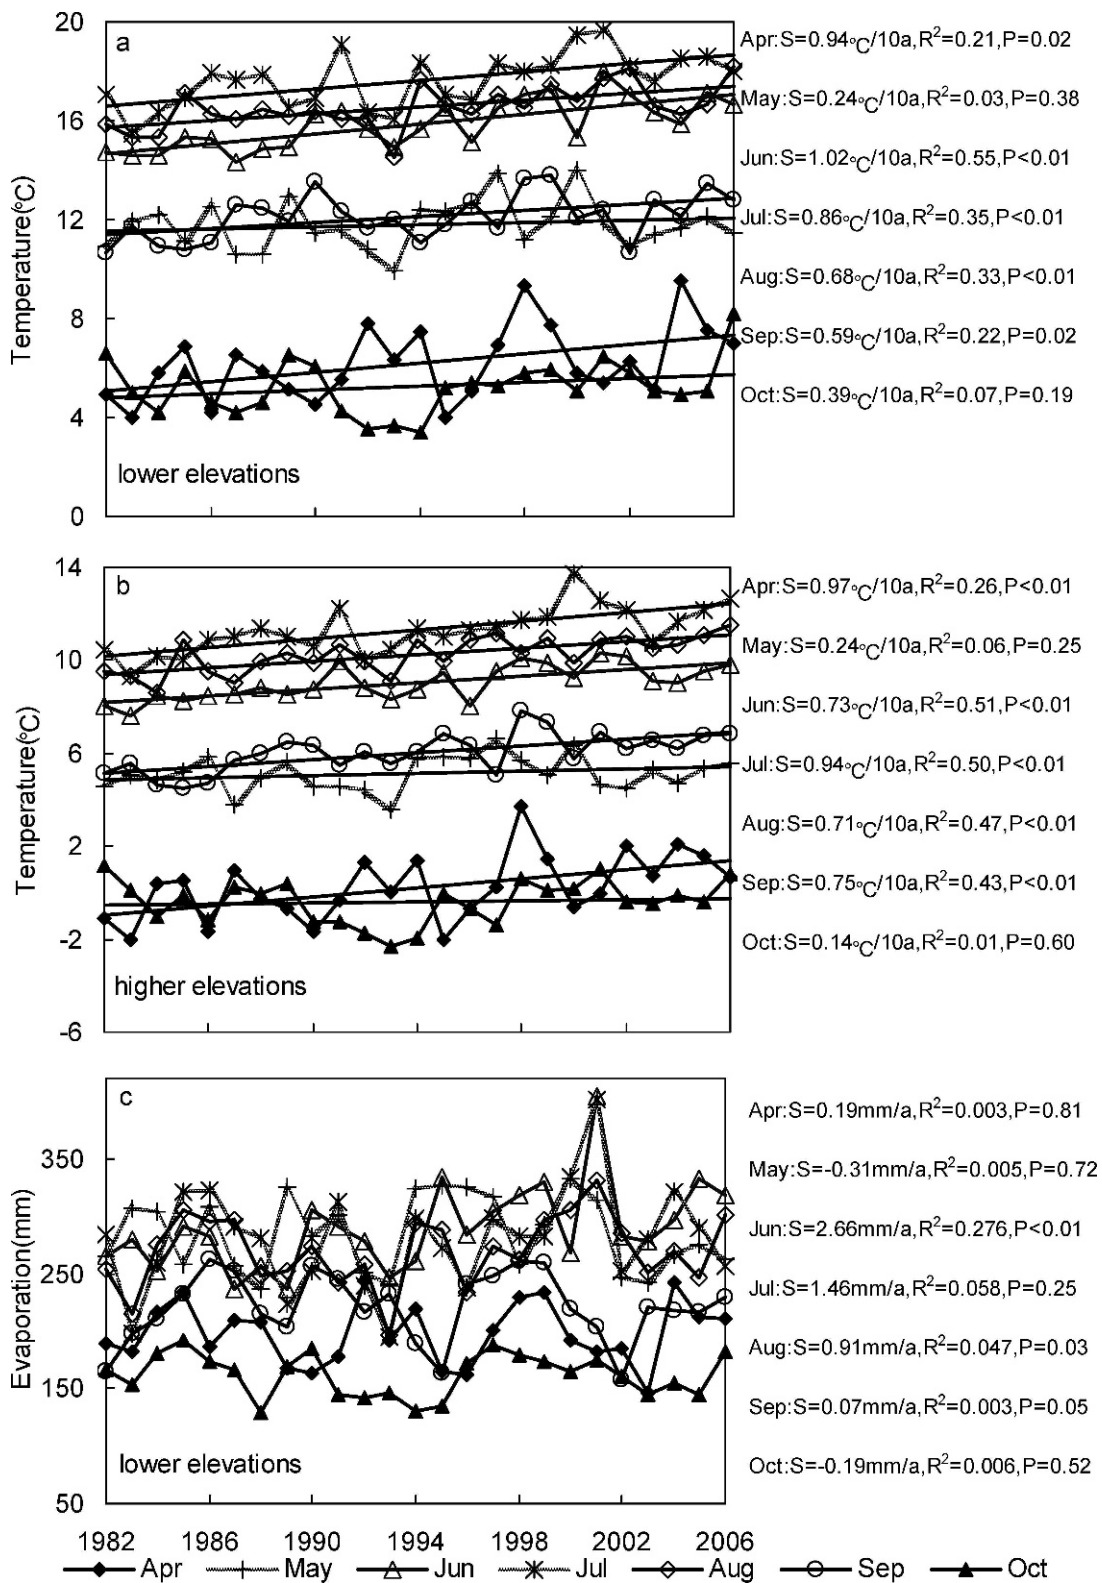 20
a
Apr:S=0.94°C/10a,R²=0.21,P=0.02
May:S=0.24°C/10a,R²=0.03,P=0.38
16
Jun:S=1.02°C/10a,R²=0.55,P<0.01
12
Jul:S=0.86°C/10a,R²=0.35,P<0.01
Temperature(°C)
Aug:S=0.68°C/10a,R²=0.33,P<0.01
8
Sep:S=0.59°C/10a,R²=0.22,P=0.02
Oct:S=0.39°C/10a,R²=0.07,P=0.19
4
lower elevations
0
14
b
Apr:S=0.97°C/10a,R²=0.26,P<0.01
May:S=0.24°C/10a,R²=0.06,P=0.25
10
Jun:S=0.73°C/10a,R²=0.51,P<0.01
6
Jul:S=0.94°C/10a,R²=0.50,P<0.01
Temperature(°C)
Aug:S=0.71°C/10a,R²=0.47,P<0.01
2
Sep:S=0.75°C/10a,R²=0.43,P<0.01
-2
Oct:S=0.14°C/10a,R²=0.01,P=0.60
higher elevations
-6
c
Apr:S=0.19mm/a,R²=0.003,P=0.81
350
May:S=-0.31mm/a,R²=0.005,P=0.72
Jun:S=2.66mm/a,R²=0.276,P<0.01
250
Jul:S=1.46mm/a,R²=0.058,P=0.25
Evaporation(mm)
Aug:S=0.91mm/a,R²=0.047,P=0.03
150
Sep:S=0.07mm/a,R²=0.003,P=0.05
lower elevations
Oct:S=-0.19mm/a,R²=0.006,P=0.52
50
1982 1986 1990 1994 1998 2002 2006
Apr May Jun Jul Aug Sep Oct